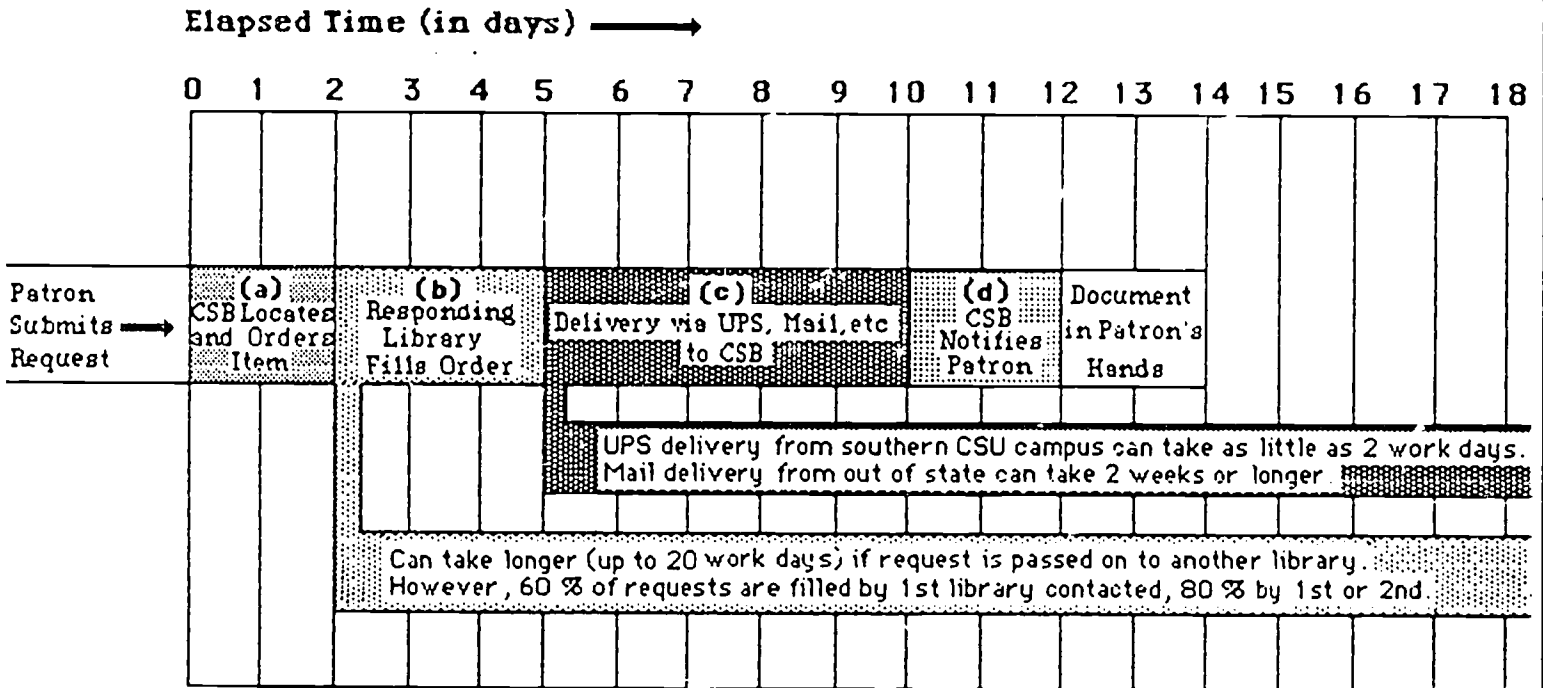 Elapsed Time (in days)
0 1 2 3 4 5 6 7 8 9 10 11 12 13 14 15 16 17 18
Patron
Submits
Request
(a)
CSB Locates
and Orders
Item
(b)
Responding
Library
Fills Order
(c)
Delivery via UPS, Mail,etc
to CSB
(d)
CSB
Notifies
Patron
Document
in Patron's
Hands
UPS delivery from southern CSU campus can take as little as 2 work days.
Mail delivery from out of state can take 2 weeks or longer.
Can take longer (up to 20 work days) if request is passed on to another library.
However, 60 % of requests are filled by 1st library contacted, 80 % by 1st or 2nd.